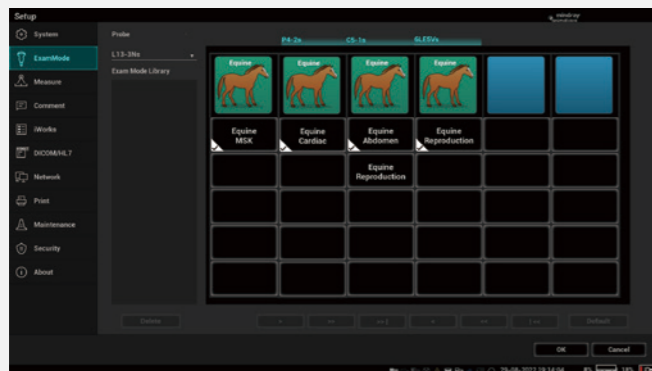 Setup
mindray
System
Probe
P4-2s C5-1s 6LE5Vs
ExamMode
L13-3Ns
Equine Equine Equine Equine
Exam Mode Library
Measure
Comment
iWorks
Equine MSK
Equine Cardiac
Equine Abdomen
Equine Reproduction
DICOM/HL7
Network
Equine Reproduction
Print
Maintenance
Security
About
Delete
Default
OK Cancel